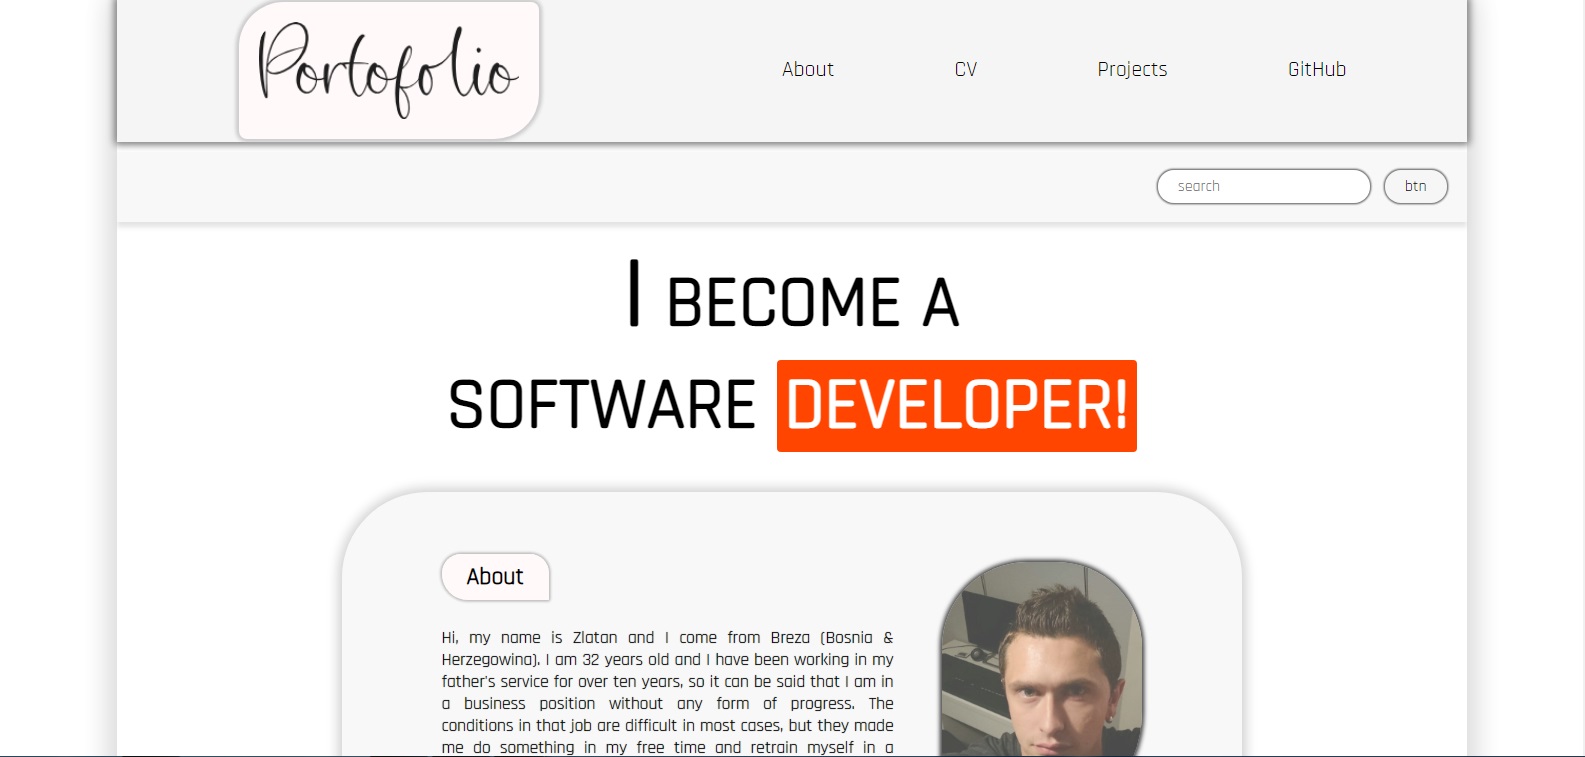 Portofolio
About CV Projects GitHub
search btn
I BECOME A
SOFTWARE DEVELOPER!
About
Hi, my name is Zlatan and I come from Breza (Bosnia &
Herzegowina). I am 32 years old and I have been working in my
father's service for over ten years, so it can be said that I am in
a business position without any form of progress. The
conditions in that job are difficult in most cases, but they made
me do something in my free time and retrain myself in a